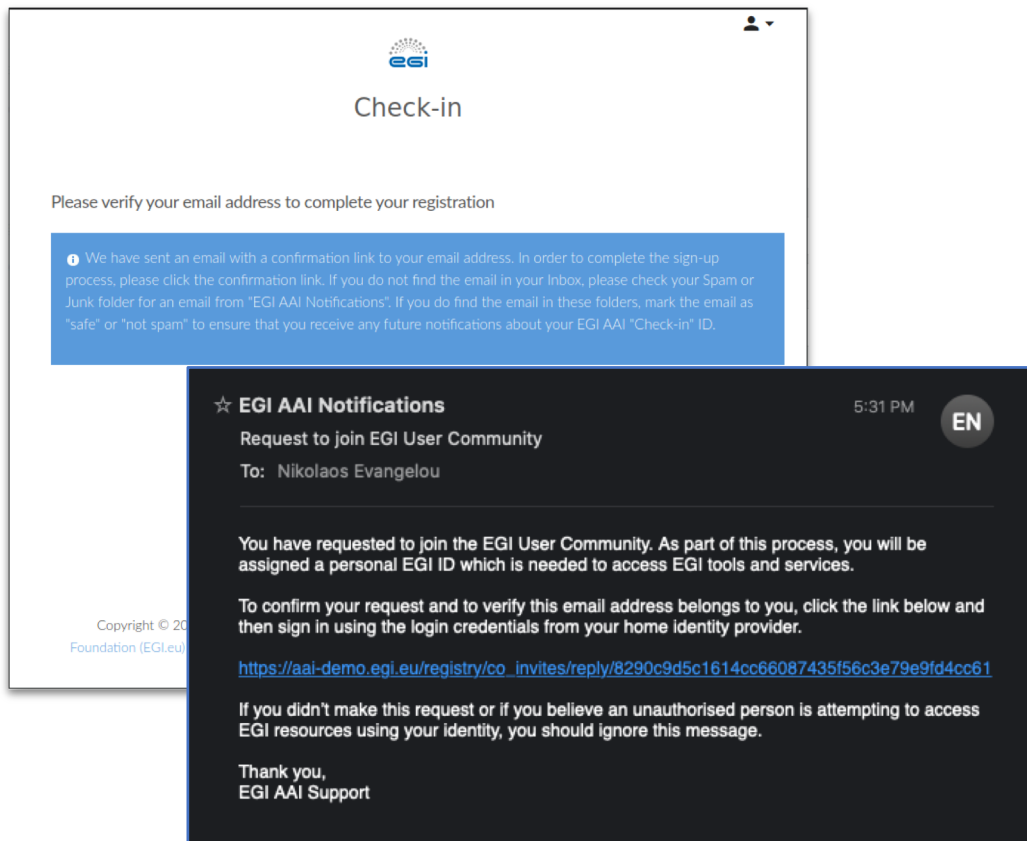 egi
Check-in
Please verify your email address to complete your registration
We have sent an email with a confirmation link to your email address. In order to complete the sign-up
process, please click the confirmation link. If you do not find the email in your Inbox, please check your Spam or
Junk folder for an email from "EGI AAI Notifications". If you do find the email in these folders, mark the email as
"safe" or "not spam" to ensure that you receive any future notifications about your EGI AAI "Check-in" ID.
Copyright © 20
Foundation (EGI.eu)
EGI AAI Notifications
5:31 PM
EN
Request to join EGI User Community
To: Nikolaos Evangelou
You have requested to join the EGI User Community. As part of this process, you will be
assigned a personal EGI ID which is needed to access EGI tools and services.
To confirm your request and to verify this email address belongs to you, click the link below and
then sign in using the login credentials from your home identity provider.
https://aai-demo.egi.eu/registry/co_invites/reply/8290c9d5c1614cc66087435f56c3e79e9fd4cc61
If you didn't make this request or if you believe an unauthorised person is attempting to access
EGI resources using your identity, you should ignore this message.
Thank you,
EGI AAI Support